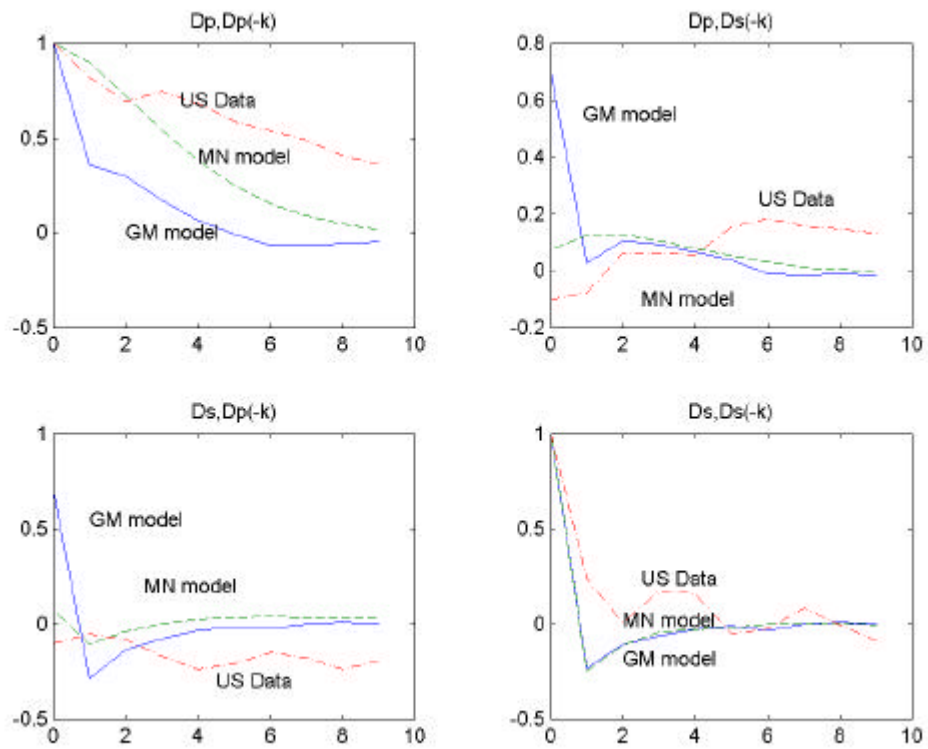 Dp,Dp(-k)
1
0.5
0
-0.5
0 2 4 6 8 10
US Data
MN model
GM model
Dp,Ds(-k)
0.8
0.6
0.4
0.2
0
-0.2
0 2 4 6 8 10
GM model
US Data
MN model
Ds,Dp(-k)
1
0.5
0
-0.5
0 2 4 6 8 10
GM model
MN model
US Data
Ds,Ds(-k)
1
0.5
0
-0.5
0 2 4 6 8 10
US Data
MN model
GM model